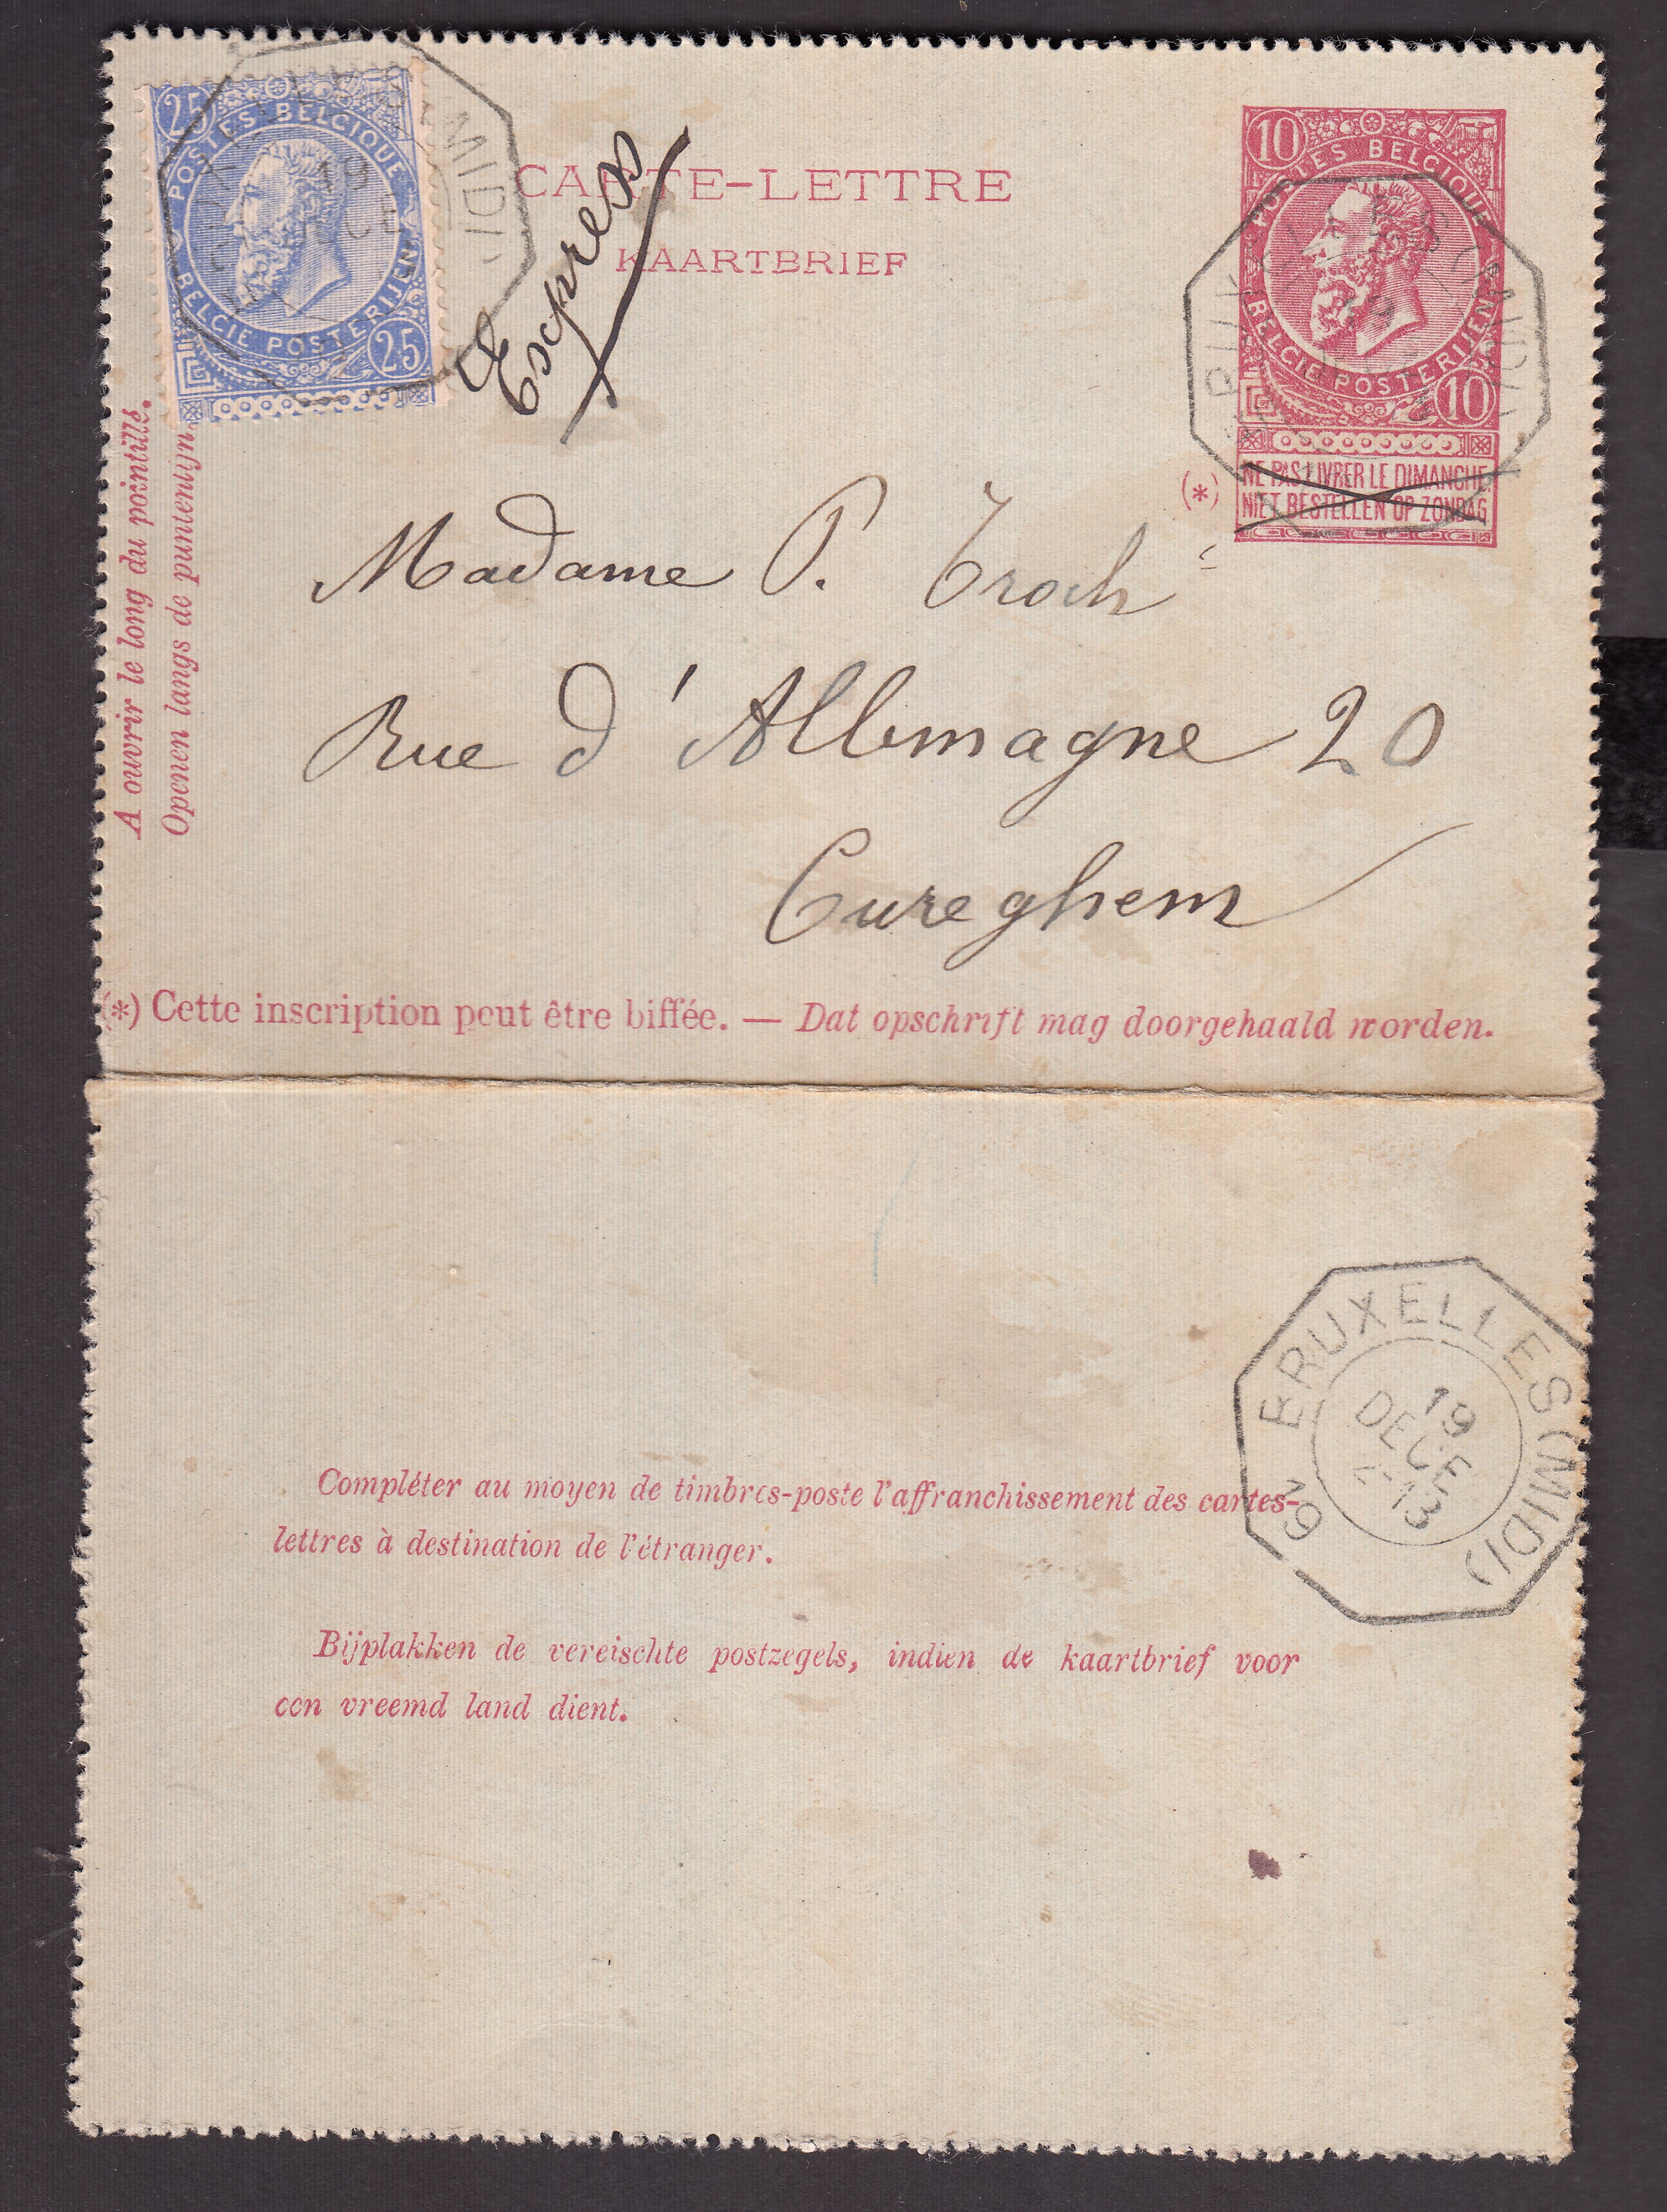 25
POSTES BELGIQUE
BELGIE POSTERIJEN
25
(MIDI)
19
CARTE-LETTRE
KAARTBRIEF
Express
10
POSTES BELGIQUE
BELGIE POSTERIJEN
10
NE PAS LIVRER LE DIMANCHE
NIET BESTELLEN OP ZONDAG
(*)
A ouvrir le long du pointillé.
Openen langs de puntenlijn.
Madame P. Troch
Rue d'Allemagne 20
Cureghem
(*) Cette inscription peut être biffée. — Dat opschrift mag doorgehaald worden.
BRUXELLES (MIDI)
19
DECE
13
19
Compléter au moyen de timbres-poste l'affranchissement des cartes-
lettres à destination de l'étranger.
Bijplakken de vereischte postzegels, indien de kaartbrief voor
een vreemd land dient.